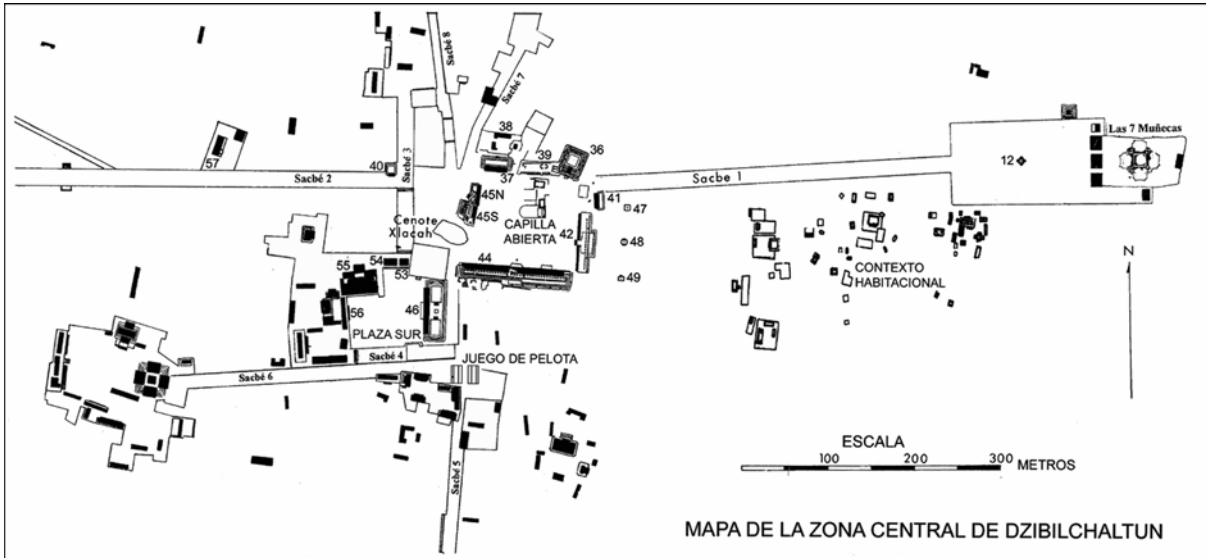 Sacbé 8
Sacbé 7
Sacbé 3
57
40
Sacbé 2
38
37
39
36
Sacbe 1
12
Las 7 Muñecas
45N
45S
Cenote
Xlacah
CAPILLA
ABIERTA
41
47
42
48
49
44
54
53
55
56
46
PLAZA SUR
CONTEXTO
HABITACIONAL
N
Sacbé 4
Sacbé 6
JUEGO DE PELOTA
Sacbé 5
ESCALA
100 200 300
METROS
MAPA DE LA ZONA CENTRAL DE DZIBILCHALTUN